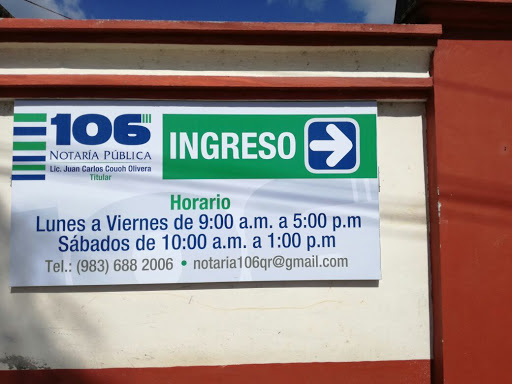 106
NOTARÍA PÚBLICA
Lic. Juan Carlos Couoh Olivera
Titular
INGRESO
Horario
Lunes a Viernes de 9:00 a.m. a 5:00 p.m
Sábados de 10:00 a.m. a 1:00 p.m
Tel.: (983) 688 2006 • notaria106qr@gmail.com